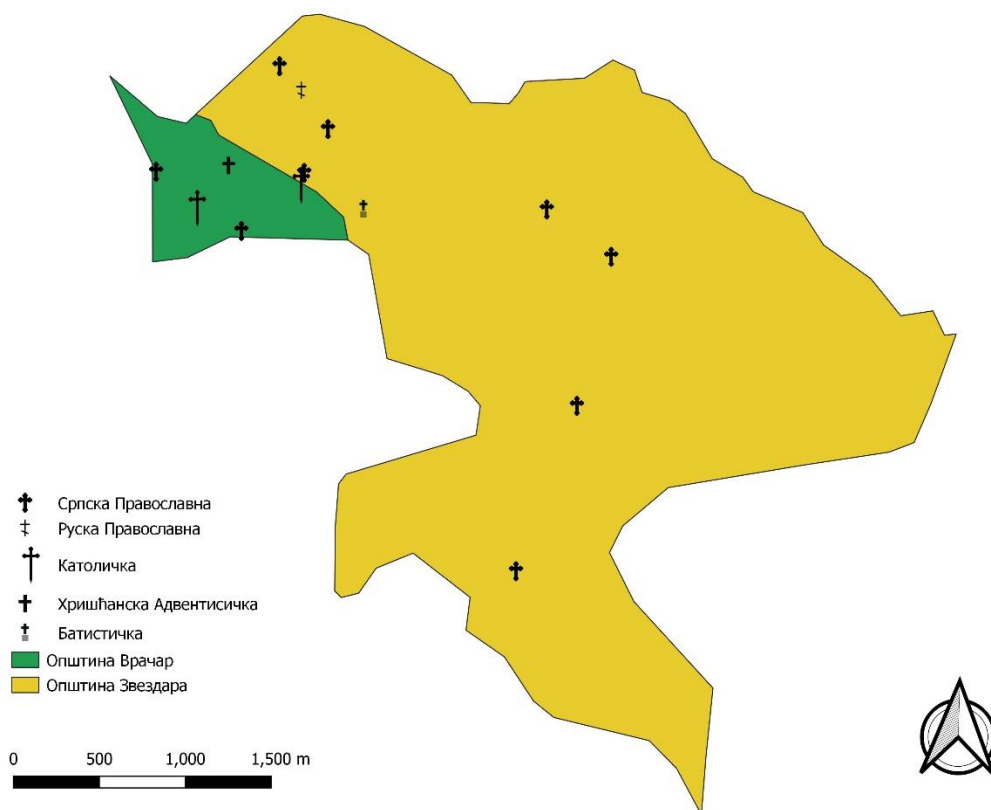 Српска Православна
Руска Православна
Католичка
Хришћанска Адвентисичка
Батистичка
Општина Врачар
Општина Звездара
0 500 1,000 1,500 m